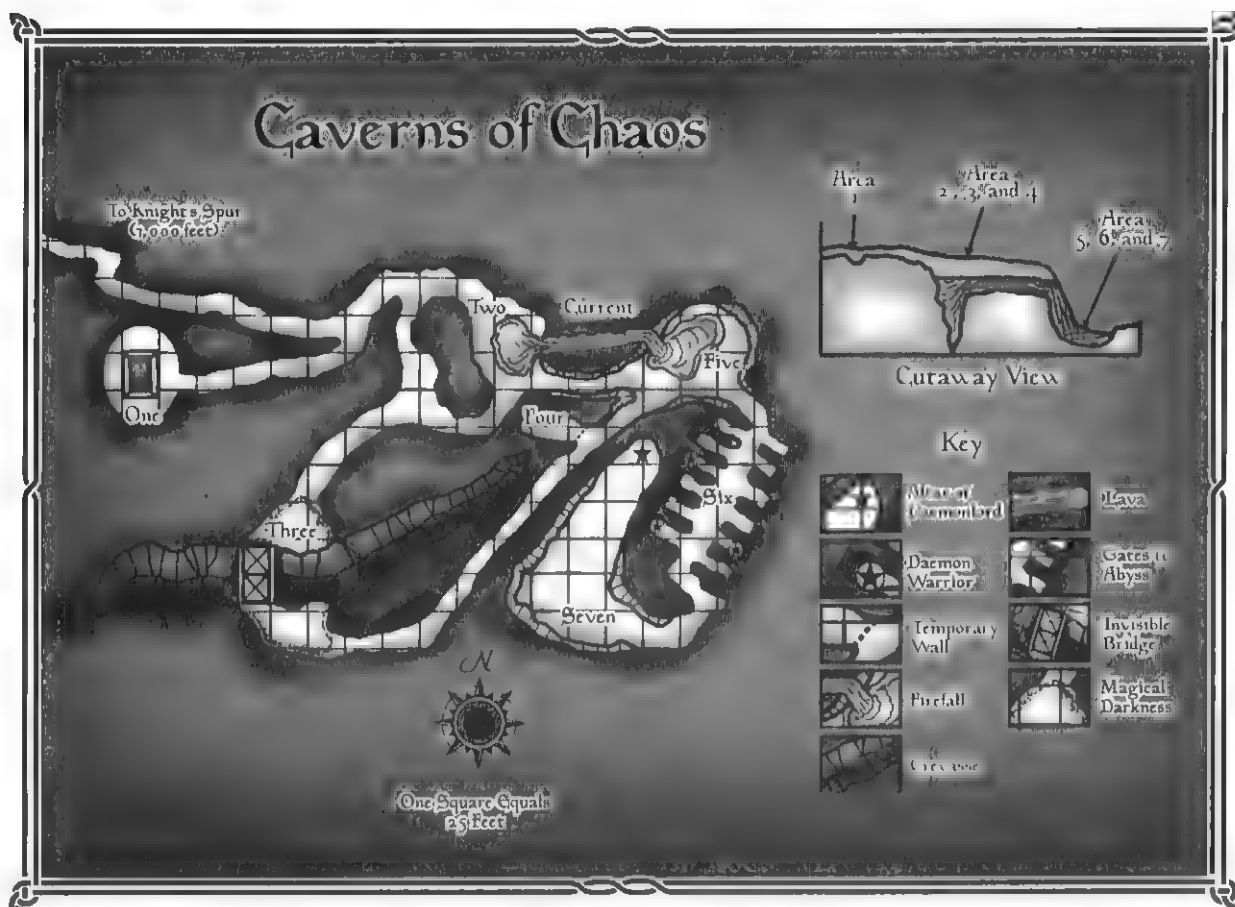 Caverns of Chaos
To Knight's Spur
(7,000 feet)
Area
1
Area
2, 3, and 4
Area
5, 6, and 7
Two
Current
Five
One
Four
Cutaway View
Key
Six
Three
Lava
Daemon
Warrior
Gates to
Abyss
Seven
Temporary
Wall
Invisible
Bridge
N
Firefall
Magical
Darkness
Crevasse
One Square Equals
25 Feet